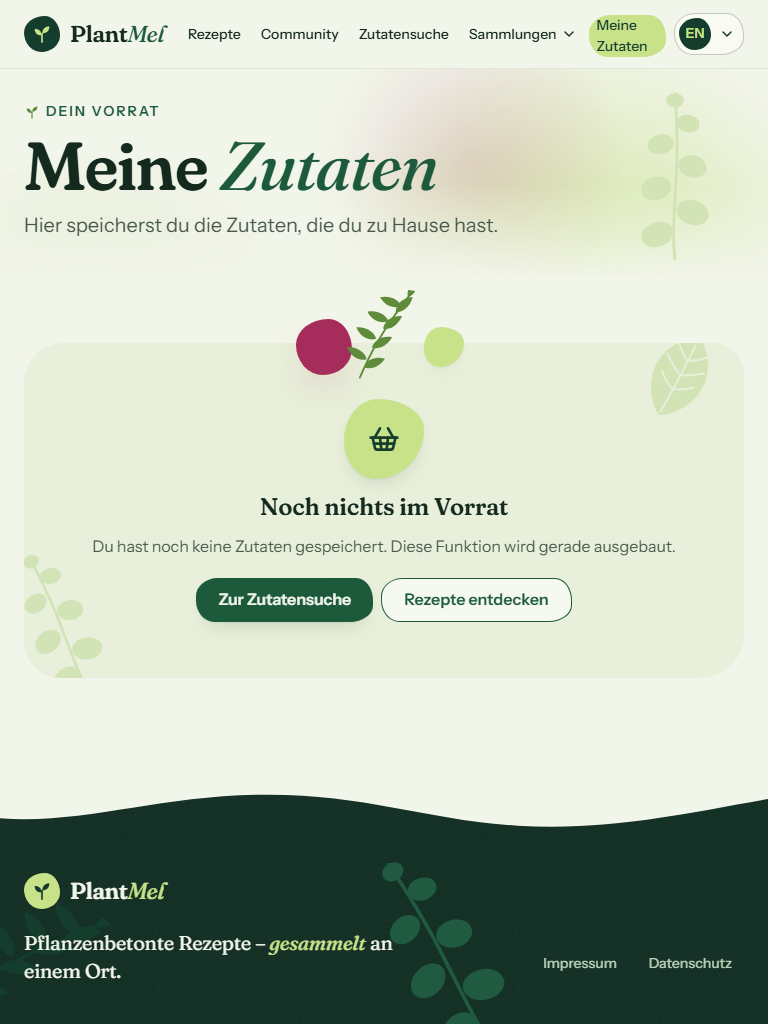 PlantMel
Rezepte
Community
Zutatensuche
Sammlungen
Meine
Zutaten
EN
DEIN VORRAT
Meine Zutaten
Hier speicherst du die Zutaten, die du zu Hause hast.
Noch nichts im Vorrat
Du hast noch keine Zutaten gespeichert. Diese Funktion wird gerade ausgebaut.
Zur Zutatensuche
Rezepte entdecken
PlantMel
Pflanzenbetonte Rezepte – gesammelt an
einem Ort.
Impressum
Datenschutz